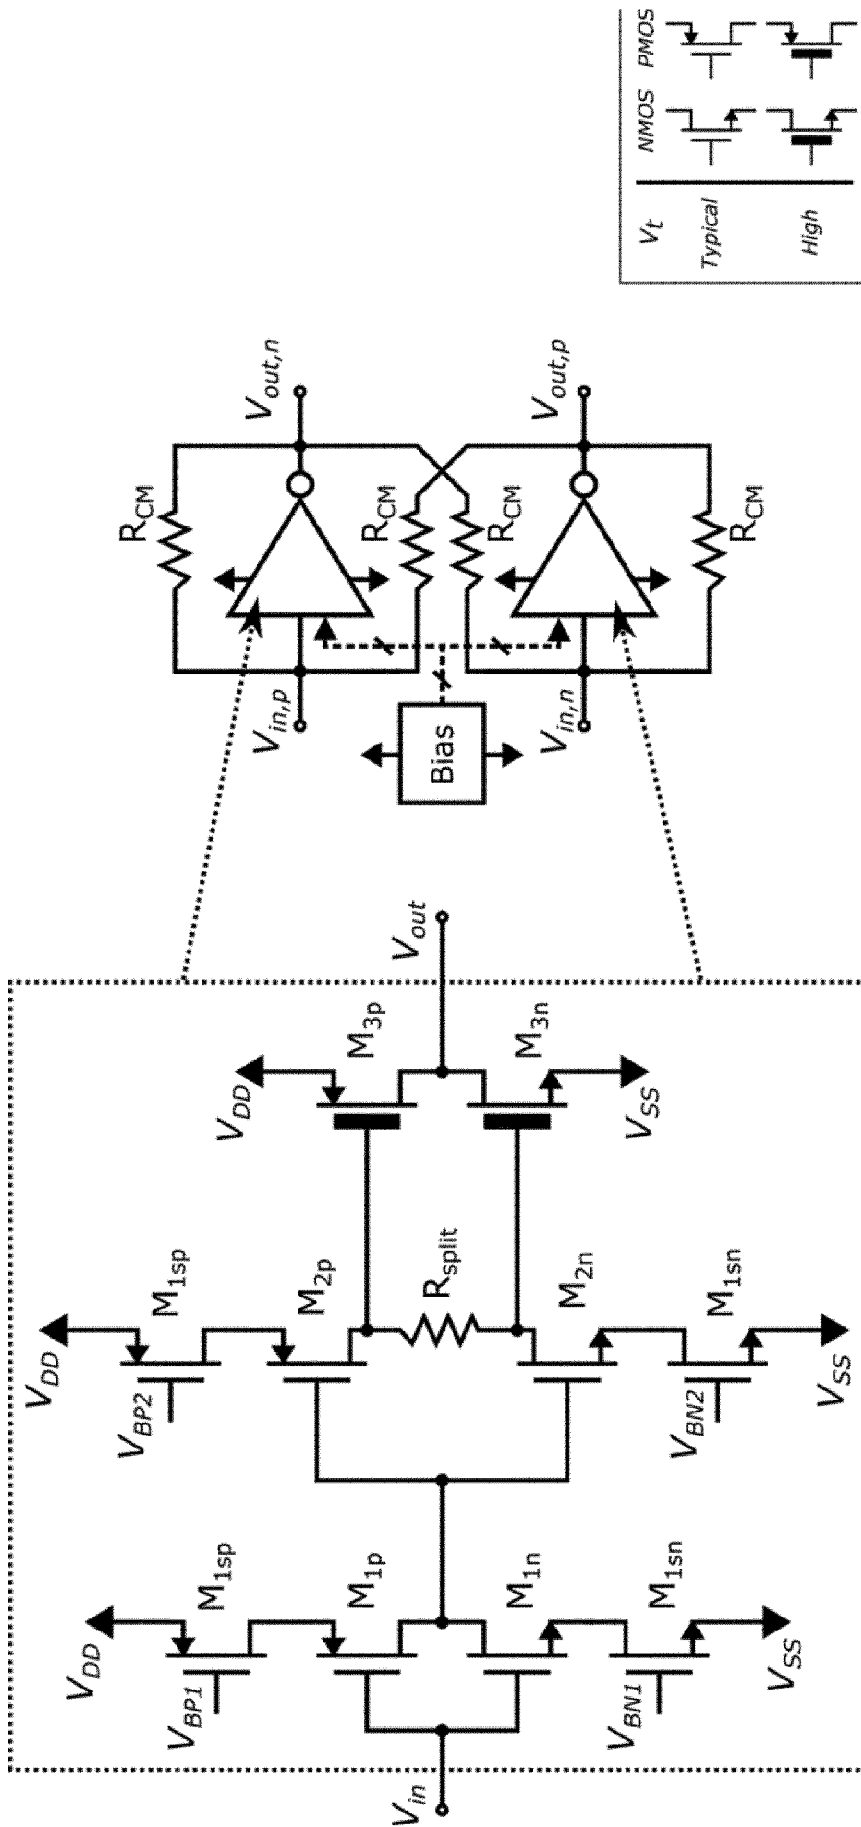 V_DD
V_BP1
M_1sp
M_1p
V_in
M_1n
V_BN1
M_1sn
V_SS
V_DD
V_BP2
M_1sp
M_2p
R_split
M_2n
V_BN2
M_1sn
V_SS
V_DD
M_3p
V_out
M_3n
V_SS
R_CM
V_in,p
V_out,n
R_CM
Bias
R_CM
V_in,n
V_out,p
R_CM
V_t NMOS PMOS
Typical
High